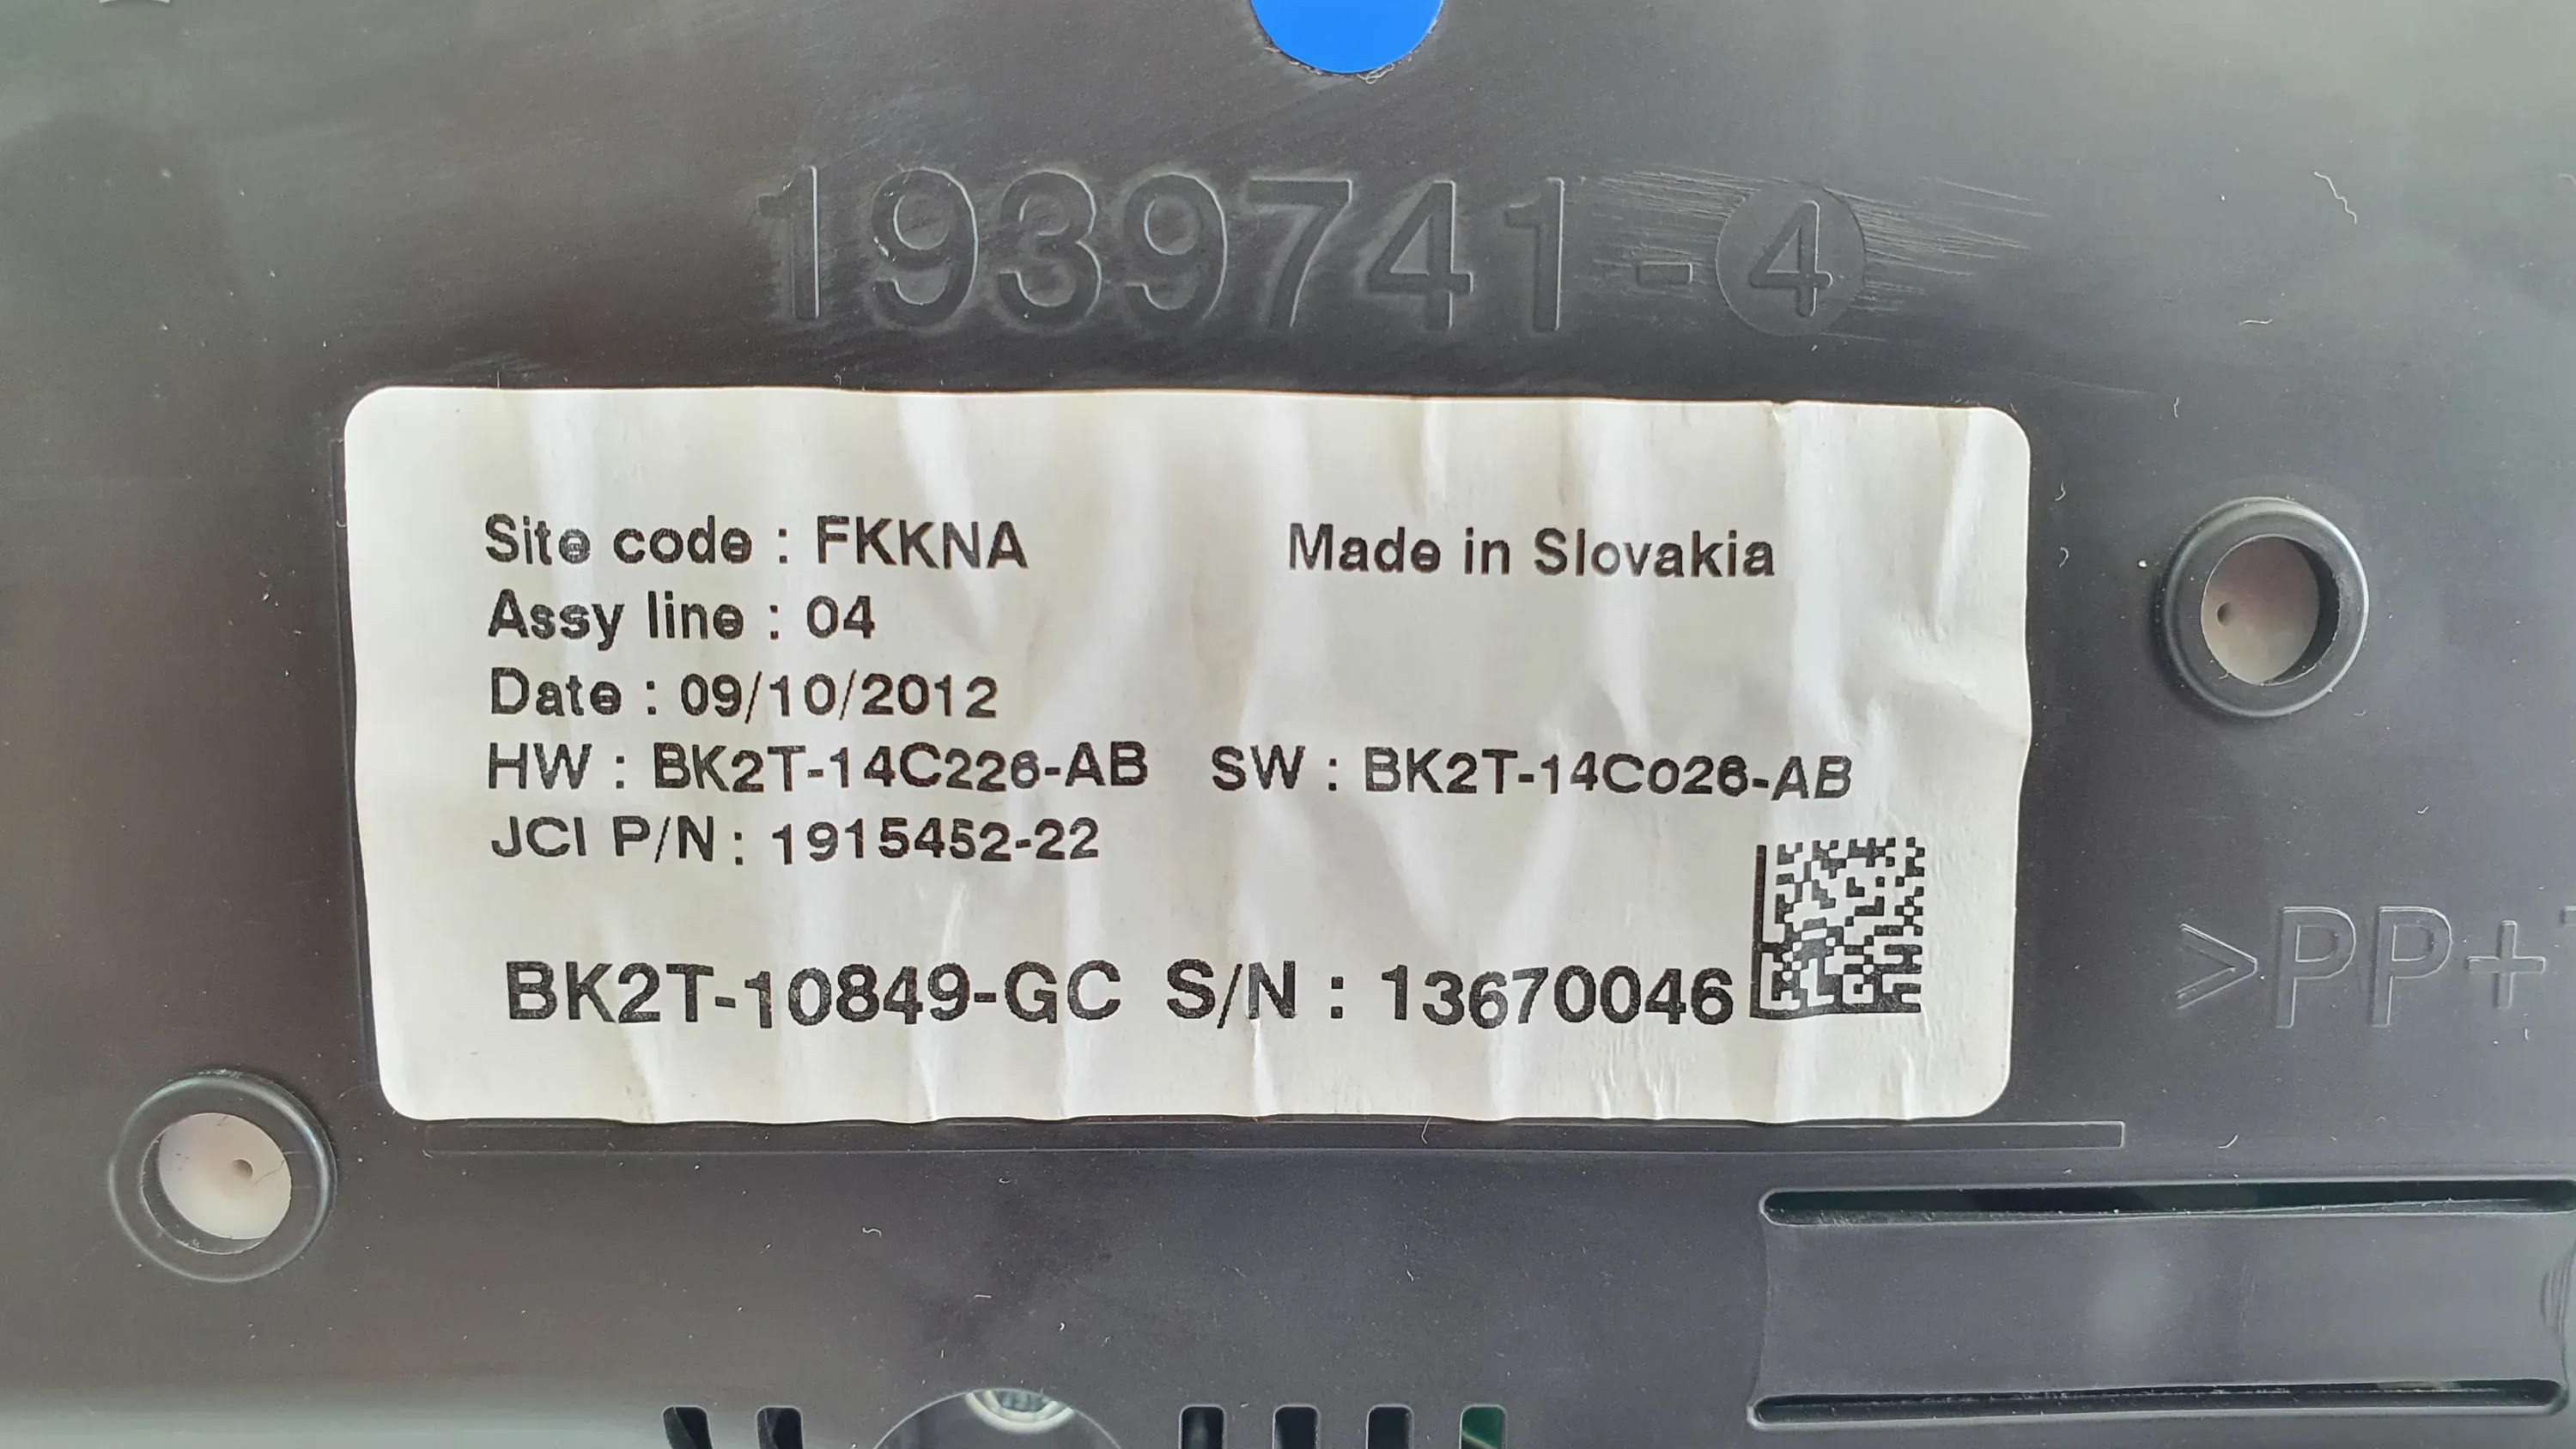 1939741-4
Site code : FKKNA Made in Slovakia
Assy line : 04
Date : 09/10/2012
HW : BK2T-14C226-AB SW : BK2T-14C026-AB
JCI P/N : 1915452-22
BK2T-10849-GC S/N : 13670046
>PP+